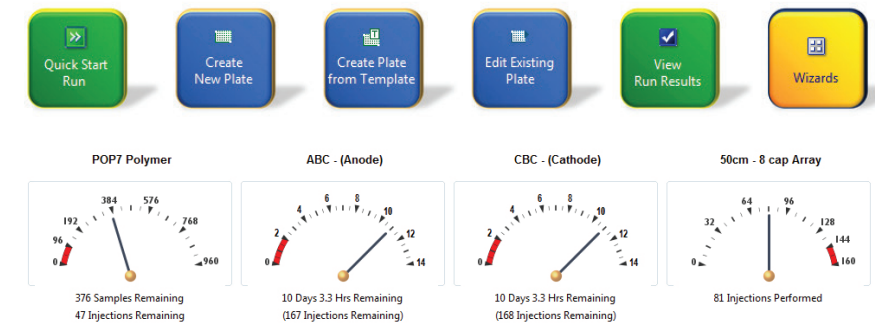 Quick Start
Run
Create
New Plate
T
Create Plate
from Template
Edit Existing
Plate
View
Run Results
Wizards
POP7 Polymer
ABC - (Anode)
CBC - (Cathode)
50cm - 8 cap Array
0 96 192 384 576 768 960
0 2 4 6 8 10 12 14
0 2 4 6 8 10 12 14
0 32 64 96 128 144 160
376 Samples Remaining
47 Injections Remaining
10 Days 3.3 Hrs Remaining
(167 Injections Remaining)
10 Days 3.3 Hrs Remaining
(168 Injections Remaining)
81 Injections Performed